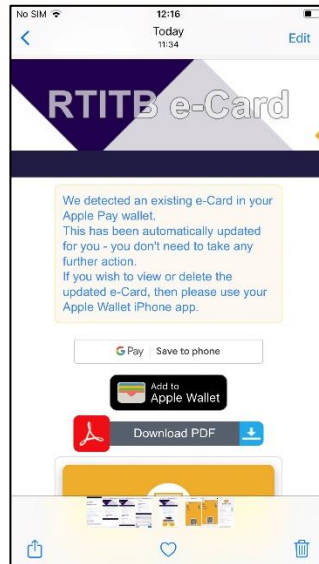 No SIM 12:16
Today
11:34
Edit
RTITB e-Card
We detected an existing e-Card in your
Apple Pay wallet.
This has been automatically updated
for you - you don't need to take any
further action.
If you wish to view or delete the
updated e-Card, then please use your
Apple Wallet iPhone app.
G Pay Save to phone
Add to
Apple Wallet
Download PDF